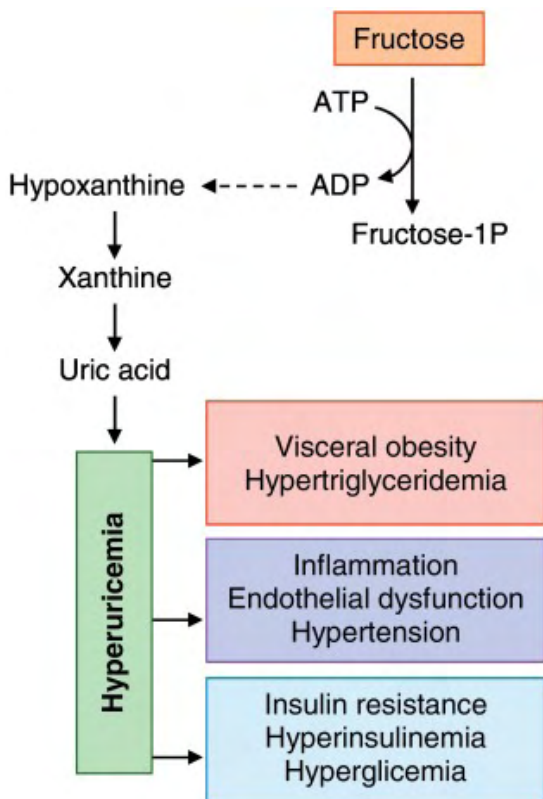 Fructose
ATP
Hypoxanthine
ADP
Fructose-1P
Xanthine
Uric acid
Hyperuricemia
Visceral obesity
Hypertriglyceridemia
Inflammation
Endothelial dysfunction
Hypertension
Insulin resistance
Hyperinsulinemia
Hyperglicemia